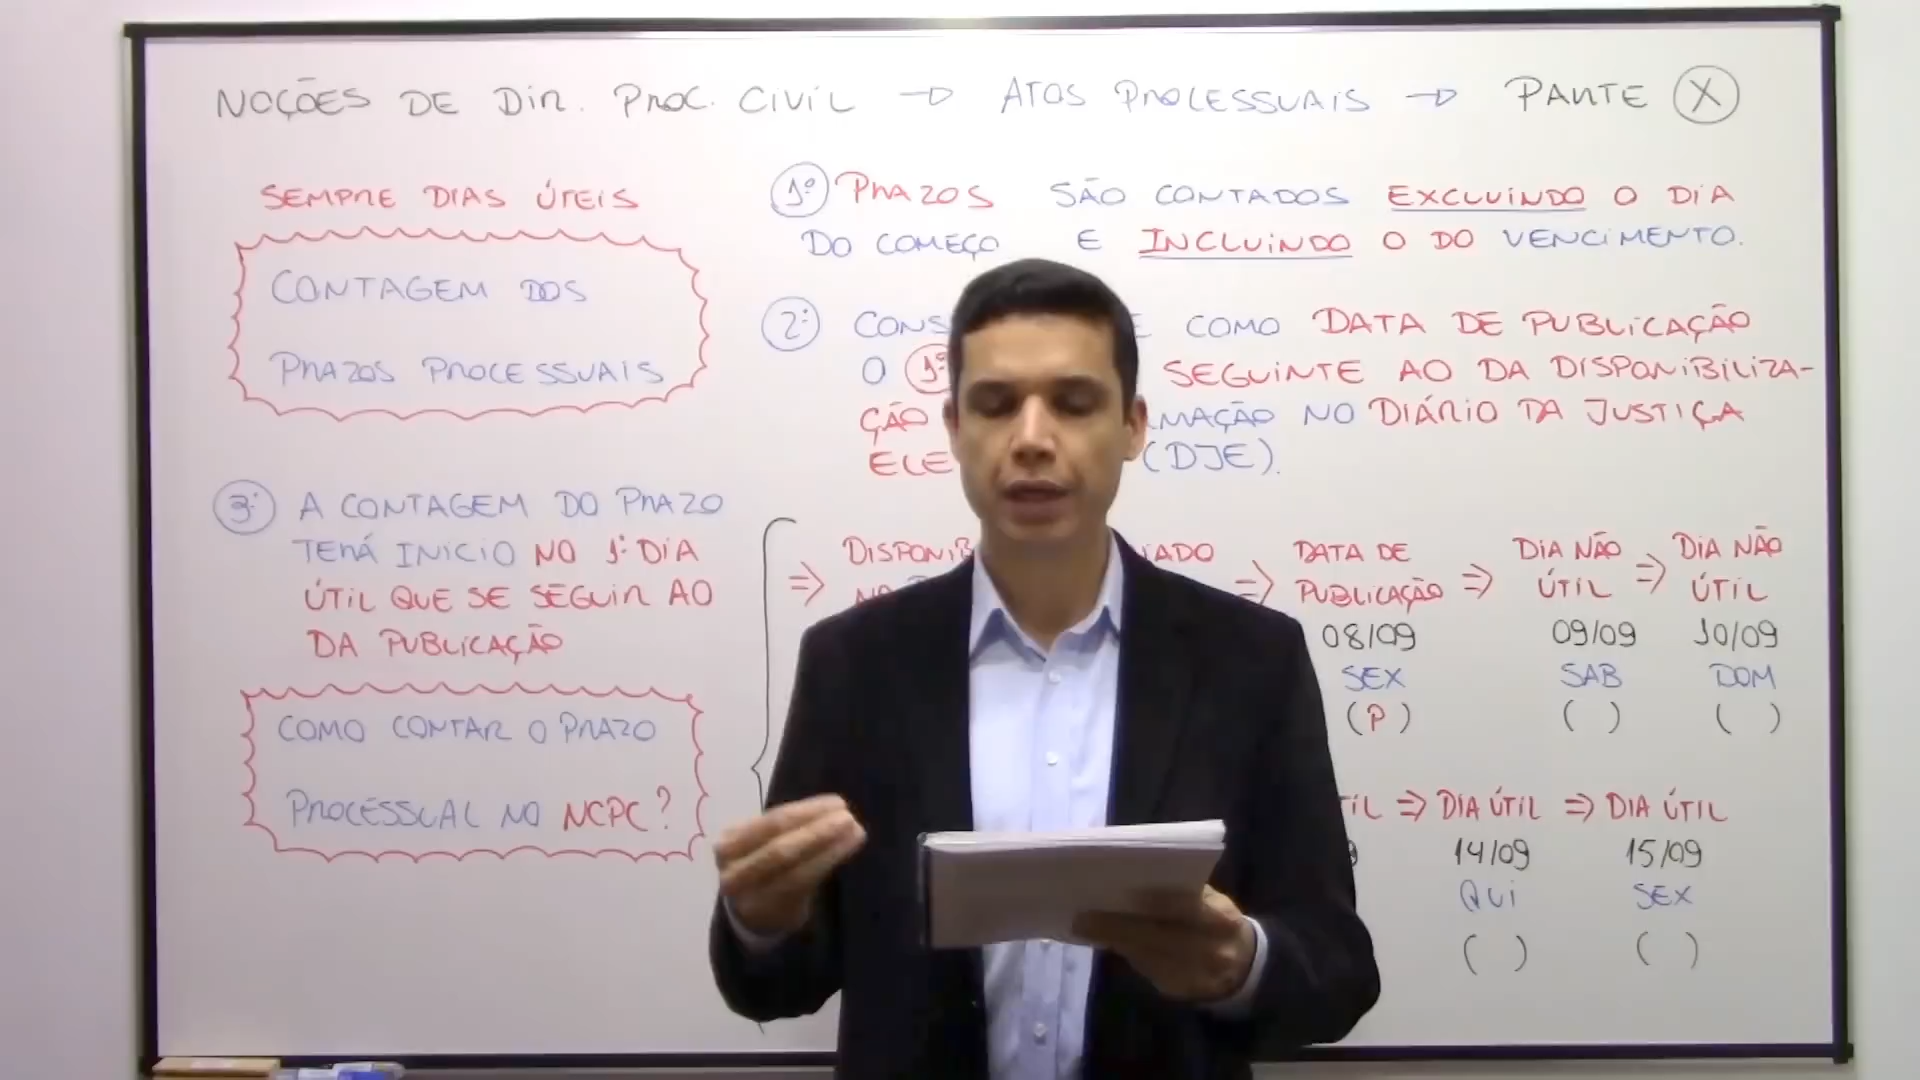 NOÇÕES DE DIR. PROC. CIVIL → ATOS PROCESSUAIS → PARTE X
SEMPRE DIAS ÚTEIS
CONTAGEM DOS
PRAZOS PROCESSUAIS
1º PRAZOS SÃO CONTADOS EXCLUINDO O DIA
DO COMEÇO E INCLUINDO O DO VENCIMENTO.
2º COMO DATA DE PUBLICAÇÃO
O 1º SEGUINTE AO DA DISPONIBILIZA-
ÇÃO NO DIÁRIO DA JUSTIÇA
(DJE).
3º A CONTAGEM DO PRAZO
TERÁ INICIO NO 1º DIA
ÚTIL QUE SE SEGUIR AO
DA PUBLICAÇÃO
COMO CONTAR O PRAZO
PROCESSUAL NO NCPC?
⇒ ⇒ DATA DE ⇒ DIA NÃO ⇒ DIA NÃO
PUBLICAÇÃO ÚTIL ÚTIL
08/09 09/09 10/09
SEX SAB DOM
(P) ( ) ( )
⇒ DIA ÚTIL ⇒ DIA ÚTIL
14/09 15/09
QUI SEX
( ) ( )